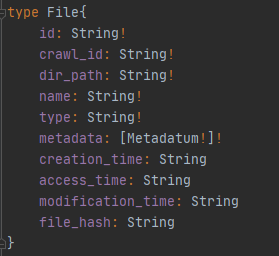 type File{
    id: String!
    crawl_id: String!
    dir_path: String!
    name: String!
    type: String!
    metadata: [Metadatum!]!
    creation_time: String
    access_time: String
    modification_time: String
    file_hash: String
}